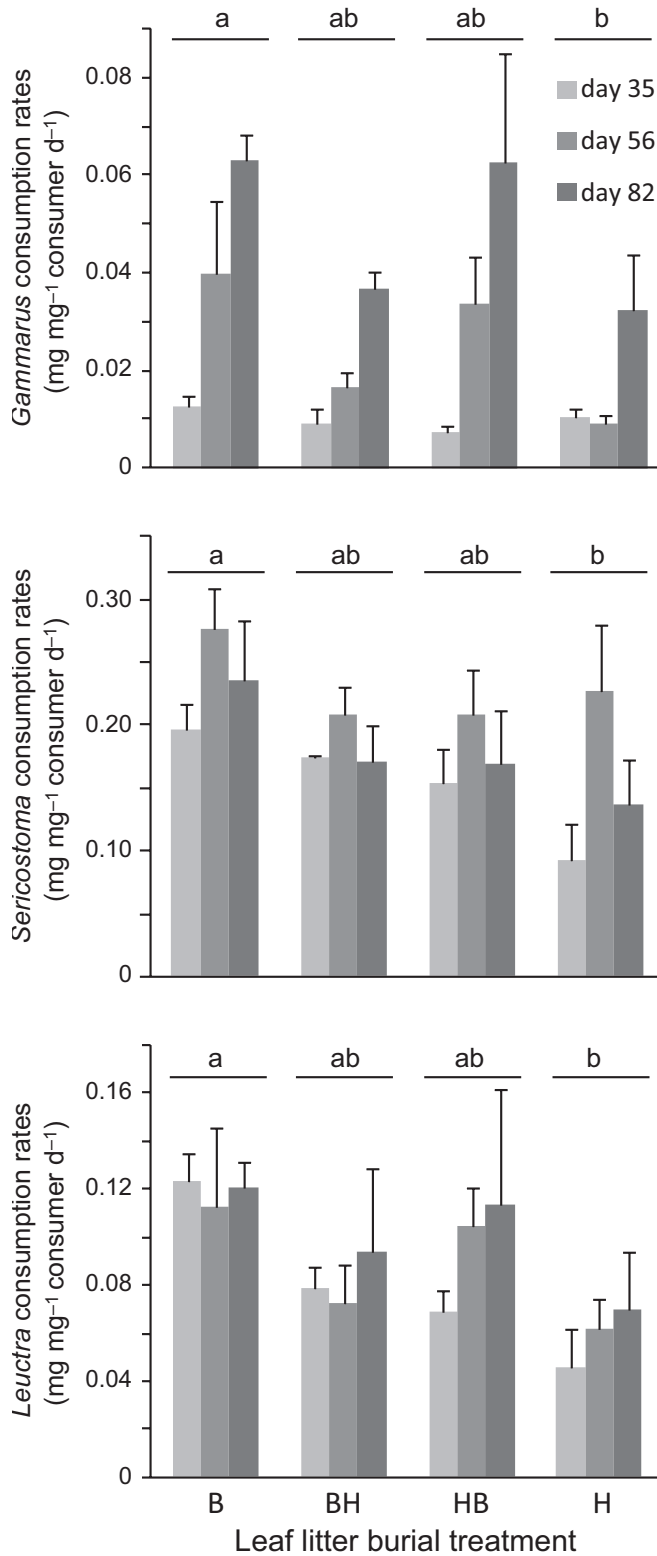 a ab ab b
0.08
0.06
0.04
0.02
0
day 35
day 56
day 82
Gammarus consumption rates
(mg mg⁻¹ consumer d⁻¹)
a ab ab b
0.30
0.20
0.10
0
Sericostoma consumption rates
(mg mg⁻¹ consumer d⁻¹)
a ab ab b
0.16
0.12
0.08
0.04
0
Leuctra consumption rates
(mg mg⁻¹ consumer d⁻¹)
B BH HB H
Leaf litter burial treatment